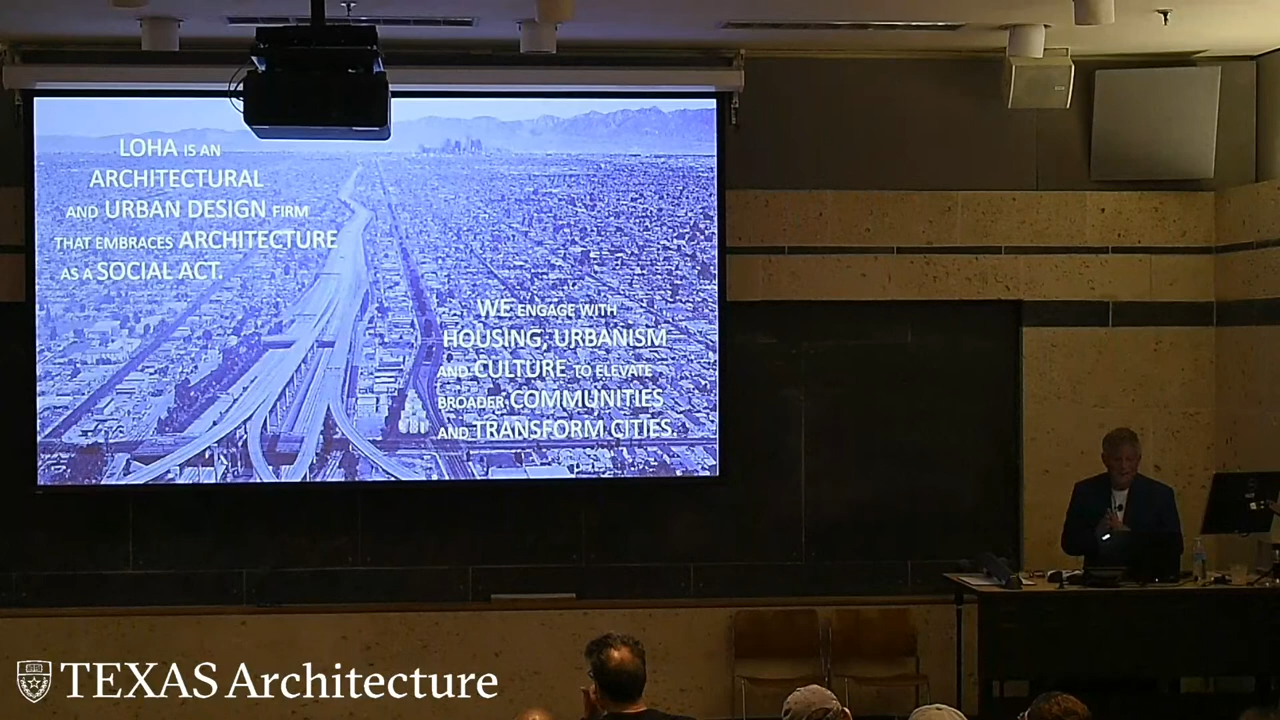 LOHA IS AN
ARCHITECTURAL
AND URBAN DESIGN FIRM
THAT EMBRACES ARCHITECTURE
AS A SOCIAL ACT.
WE ENGAGE WITH
HOUSING, URBANISM
AND CULTURE TO ELEVATE
BROADER COMMUNITIES
AND TRANSFORM CITIES.
TEXAS Architecture